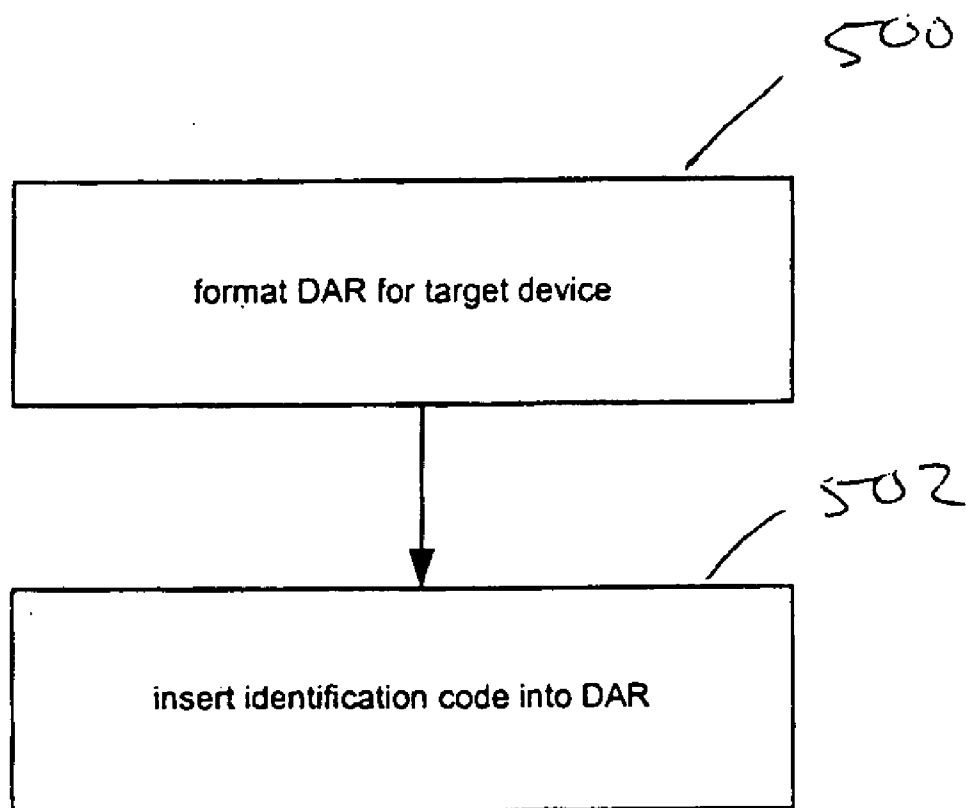 500
format DAR for target device
502
insert identification code into DAR